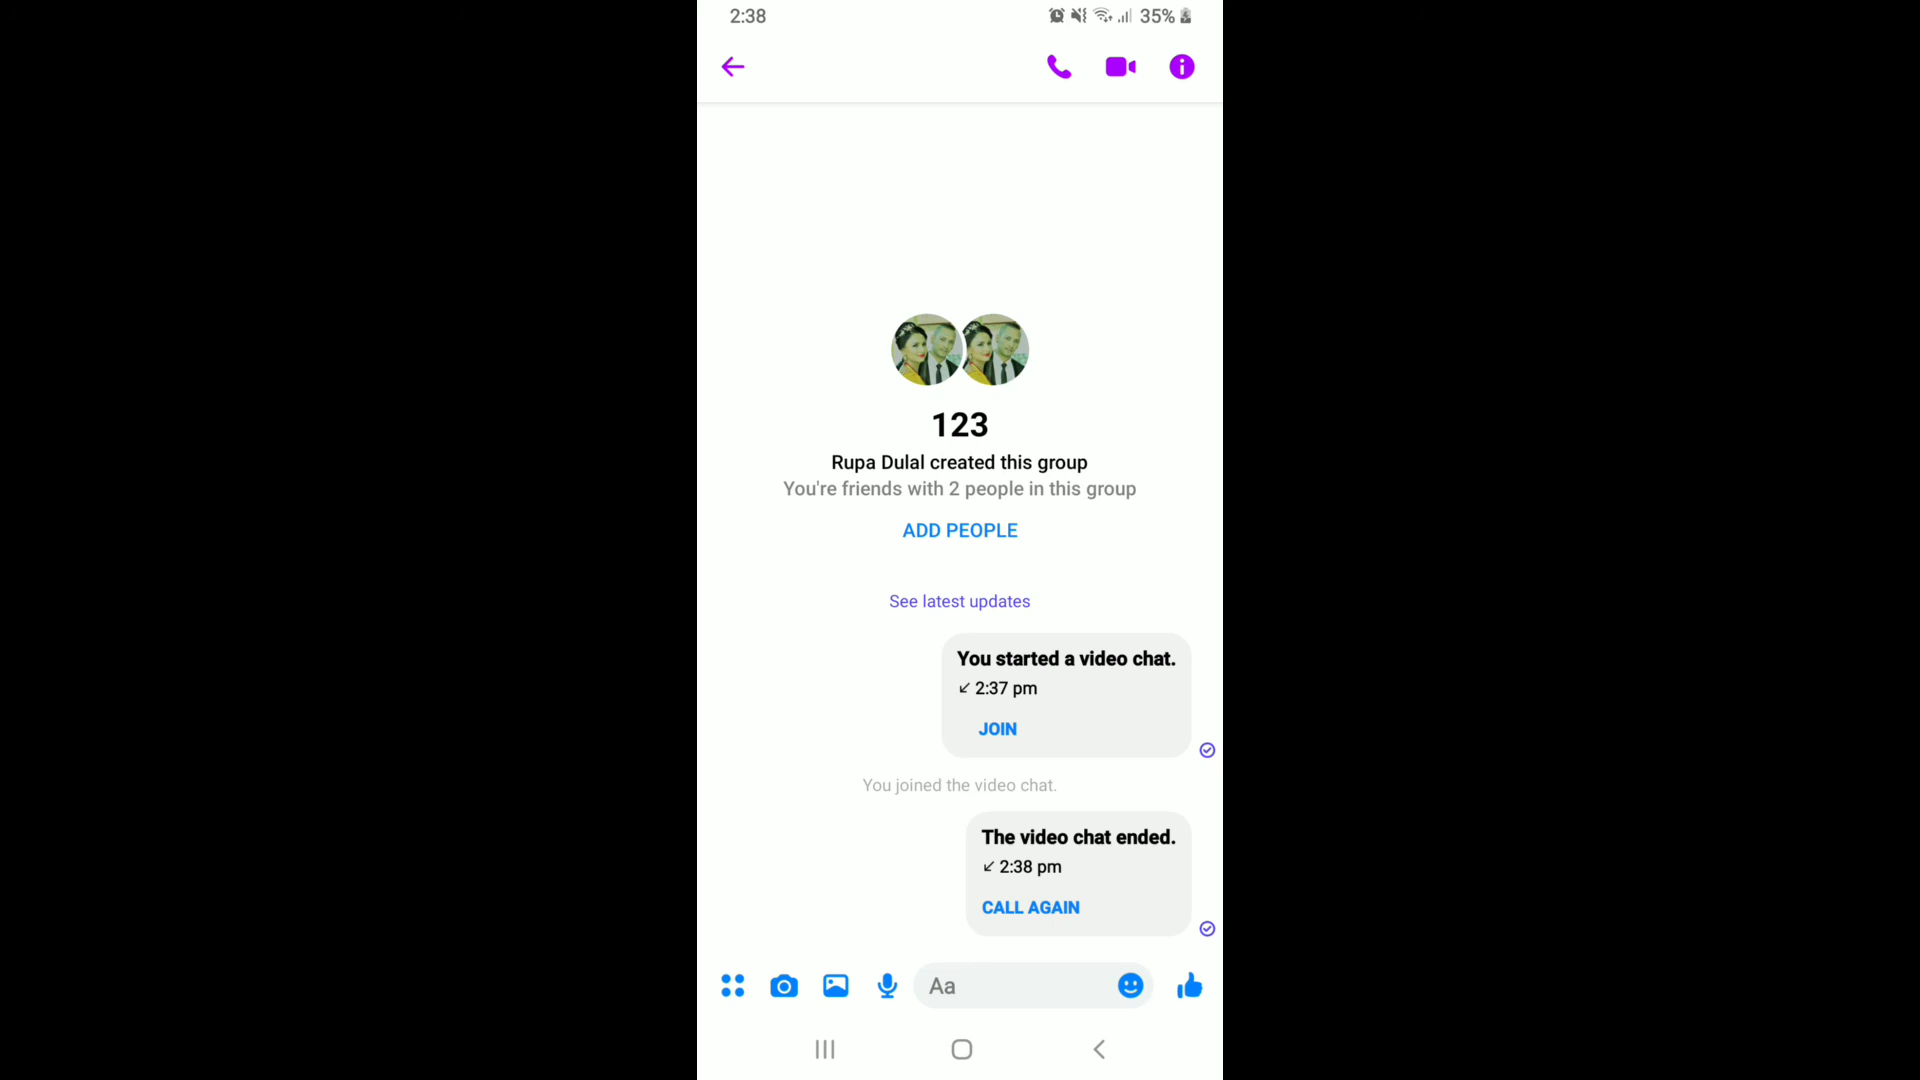 2:38
35%
123
Rupa Dulal created this group
You're friends with 2 people in this group
ADD PEOPLE
See latest updates
You started a video chat.
↙ 2:37 pm
JOIN
You joined the video chat.
The video chat ended.
↙ 2:38 pm
CALL AGAIN
Aa